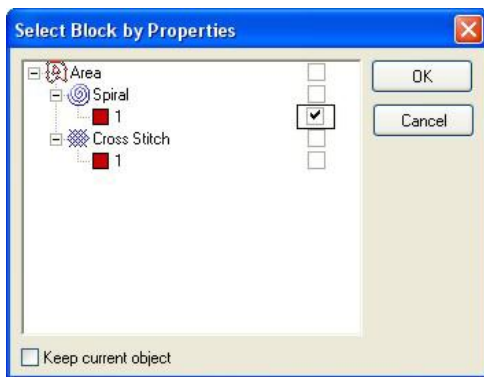 Select Block by Properties
Area
OK
Spiral
1
Cancel
Cross Stitch
1
Keep current object